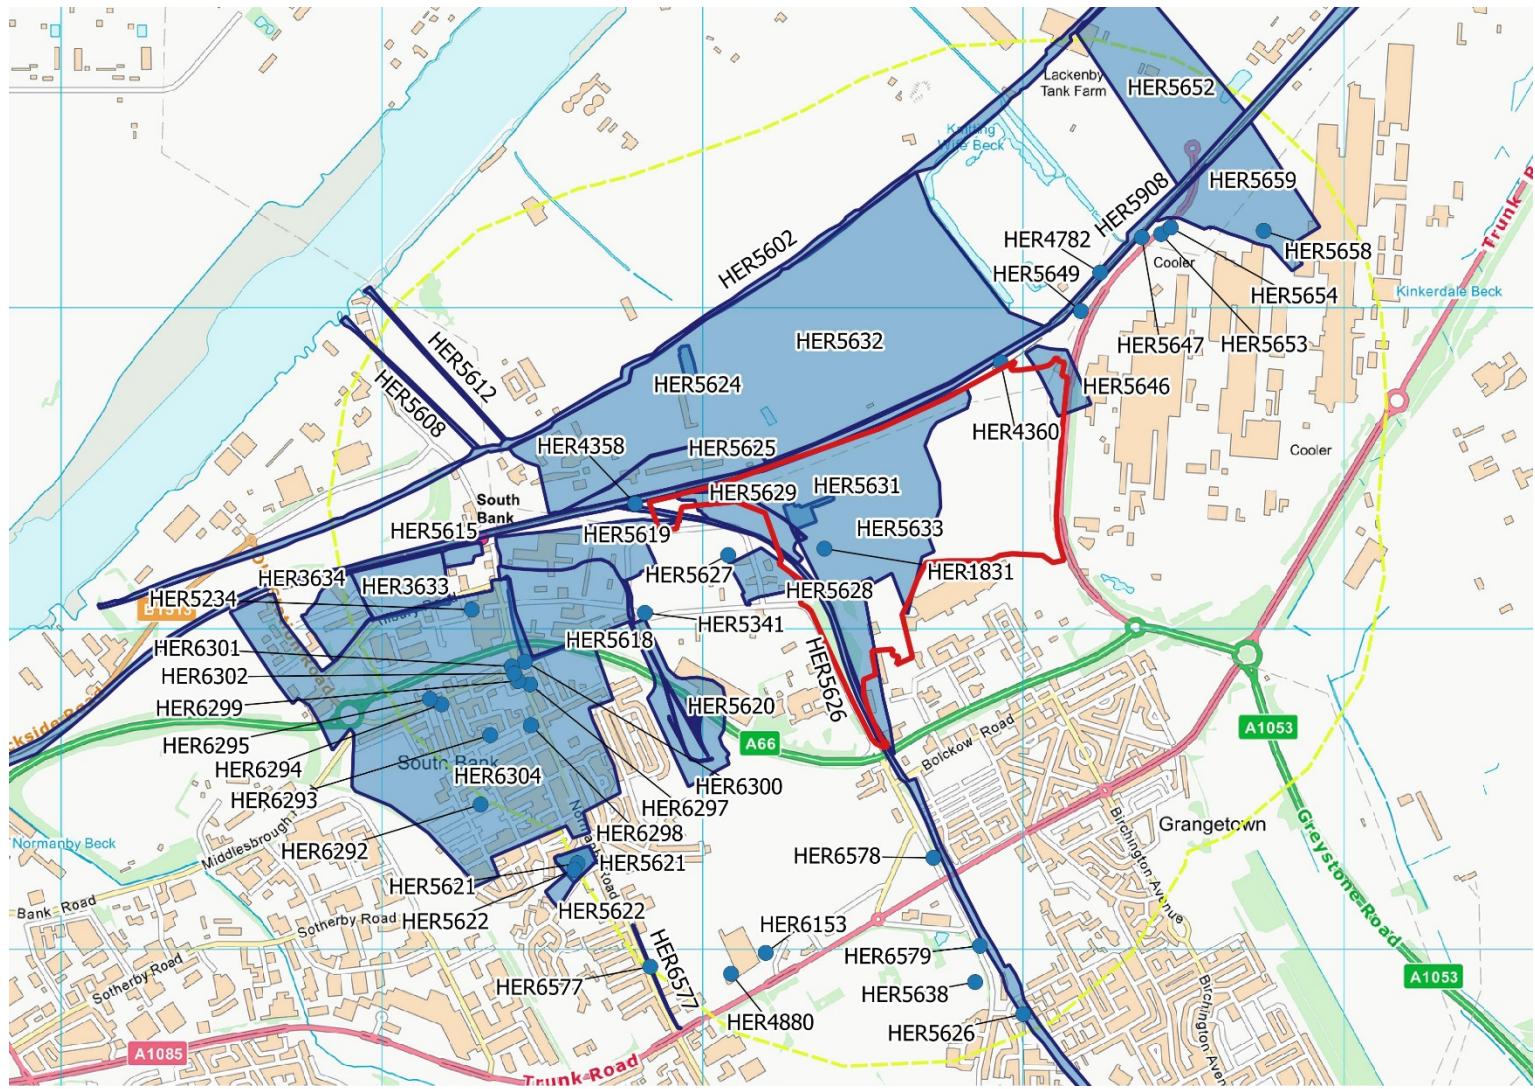 Lackenby
Tank Farm
HER5652
Knitting
Wife Beck
HER5659
Trunk R
HER5908
HER5602
HER4782
HER5658
Cooler
HER5649
HER5654
Kinkerdale Beck
HER5632
HER5647
HER5653
HER5612
HER5624
HER5646
HER5608
HER4360
HER4358
HER5625
Cooler
South
Bank
HER5629
HER5631
HER5615
HER5619
HER5633
HER3634
HER3633
HER5627
HER1831
HER5234
HER5628
HER5341
HER6301
HER5618
HER6302
HER5626
HER6299
HER5620
HER6295
A66
Bolckow Road
A1053
HER6294
South Bank
HER6304
HER6300
HER6293
HER6297
Normanby Beck
Middlesbrough
HER6298
Grangetown
HER6292
Normanby Road
HER6578
HER5621
HER5621
Birchington Avenue
Greystone Road
HER5622
HER5622
Bank Road
Sotherby Road
HER6153
HER6579
Sotherby Road
HER6577
HER6577
A1053
HER5638
Birchington Aven
HER4880
HER5626
A1085
Trunk Road